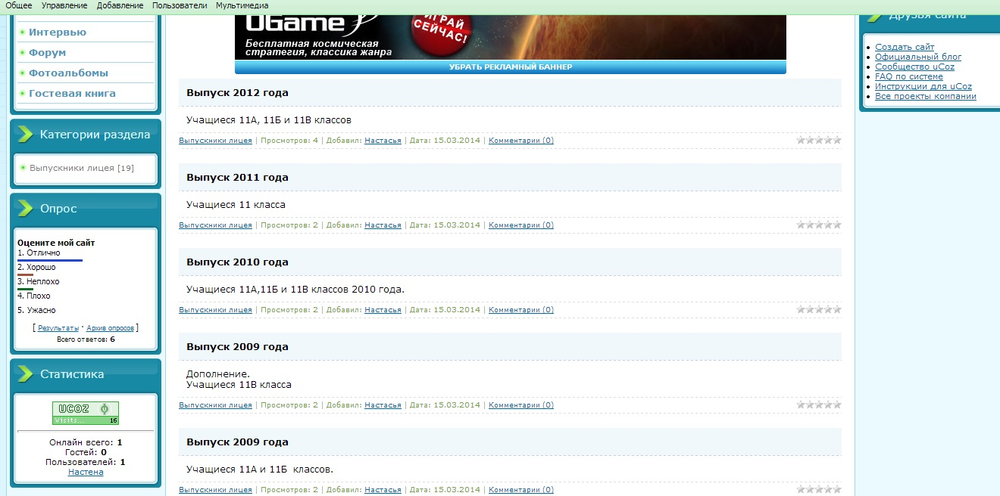 Общее Управление Добавление Пользователи Мультимедиа
Интервью
Форум
Фотоальбомы
Гостевая книга
Категории раздела
Выпускники лицея [19]
Опрос
Оцените мой сайт
1. Отлично
2. Хорошо
3. Неплохо
4. Плохо
5. Ужасно
[ Результаты · Архив опросов ]
Всего ответов: 6
Статистика
UCOZ
Visits... 16
Онлайн всего: 1
Гостей: 0
Пользователей: 1
Настена
UGame
ИГРАЙ
СЕЙЧАС!
Бесплатная космическая
стратегия, классика жанра
УБРАТЬ РЕКЛАМНЫЙ БАННЕР
Выпуск 2012 года
Учащиеся 11А, 11Б и 11В классов
Выпускники лицея | Просмотров: 4 | Добавил: Настасья | Дата: 15.03.2014 | Комментарии (0)
Выпуск 2011 года
Учащиеся 11 класса
Выпускники лицея | Просмотров: 2 | Добавил: Настасья | Дата: 15.03.2014 | Комментарии (0)
Выпуск 2010 года
Учащиеся 11А,11Б и 11В классов 2010 года.
Выпускники лицея | Просмотров: 2 | Добавил: Настасья | Дата: 15.03.2014 | Комментарии (0)
Выпуск 2009 года
Дополнение.
Учащиеся 11В класса
Выпускники лицея | Просмотров: 2 | Добавил: Настасья | Дата: 15.03.2014 | Комментарии (0)
Выпуск 2009 года
Учащиеся 11А и 11Б классов.
Выпускники лицея | Просмотров: 2 | Добавил: Настасья | Дата: 15.03.2014 | Комментарии (0)
Друзья сайта
Создать сайт
Официальный блог
Сообщество uCoz
FAQ по системе
Инструкции для uCoz
Все проекты компании